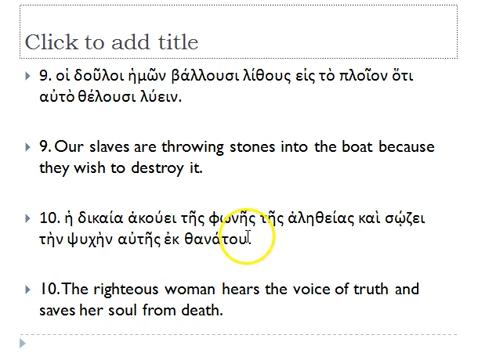 Click to add title
9. οἱ δοῦλοι ἡμῶν βάλλουσι λίθους εἰς τὸ πλοῖον ὅτι
αὐτὸ θέλουσι λύειν.
9. Our slaves are throwing stones into the boat because
they wish to destroy it.
10. ἡ δικαία ἀκούει τῆς φωνῆς τῆς ἀληθείας καὶ σῴζει
τὴν ψυχὴν αὐτῆς ἐκ θανάτου.
10. The righteous woman hears the voice of truth and
saves her soul from death.